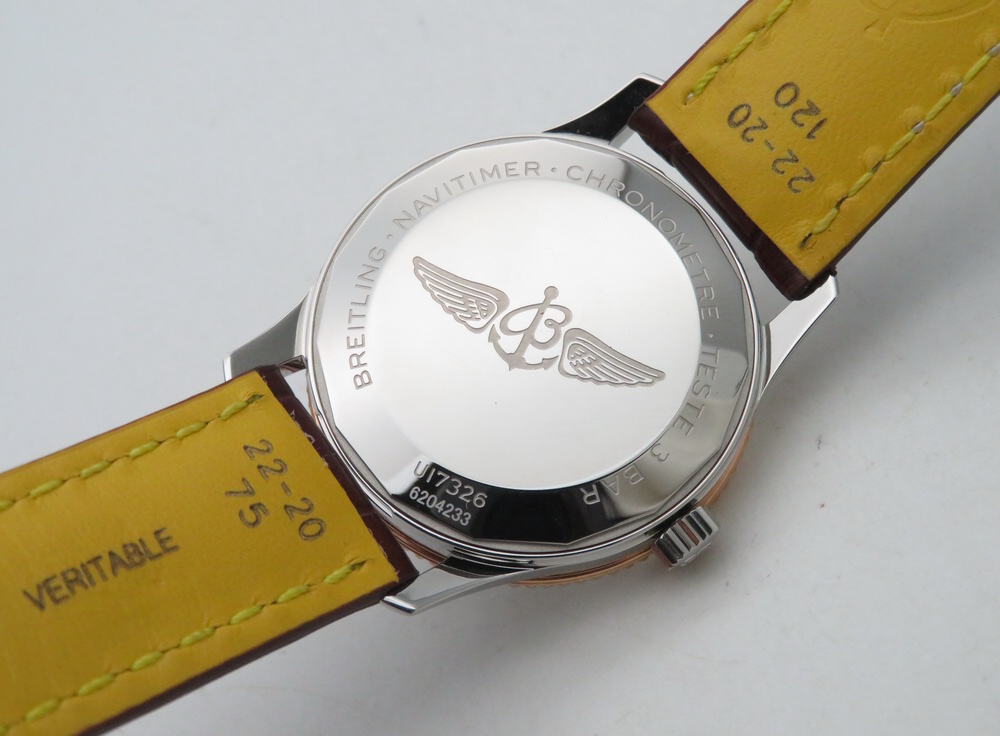 BREITLING · NAVITIMER · CHRONOMETRE · TESTE 3 BAR
B
U17326
6204233
22-20
120
22-20
75
VERITABLE